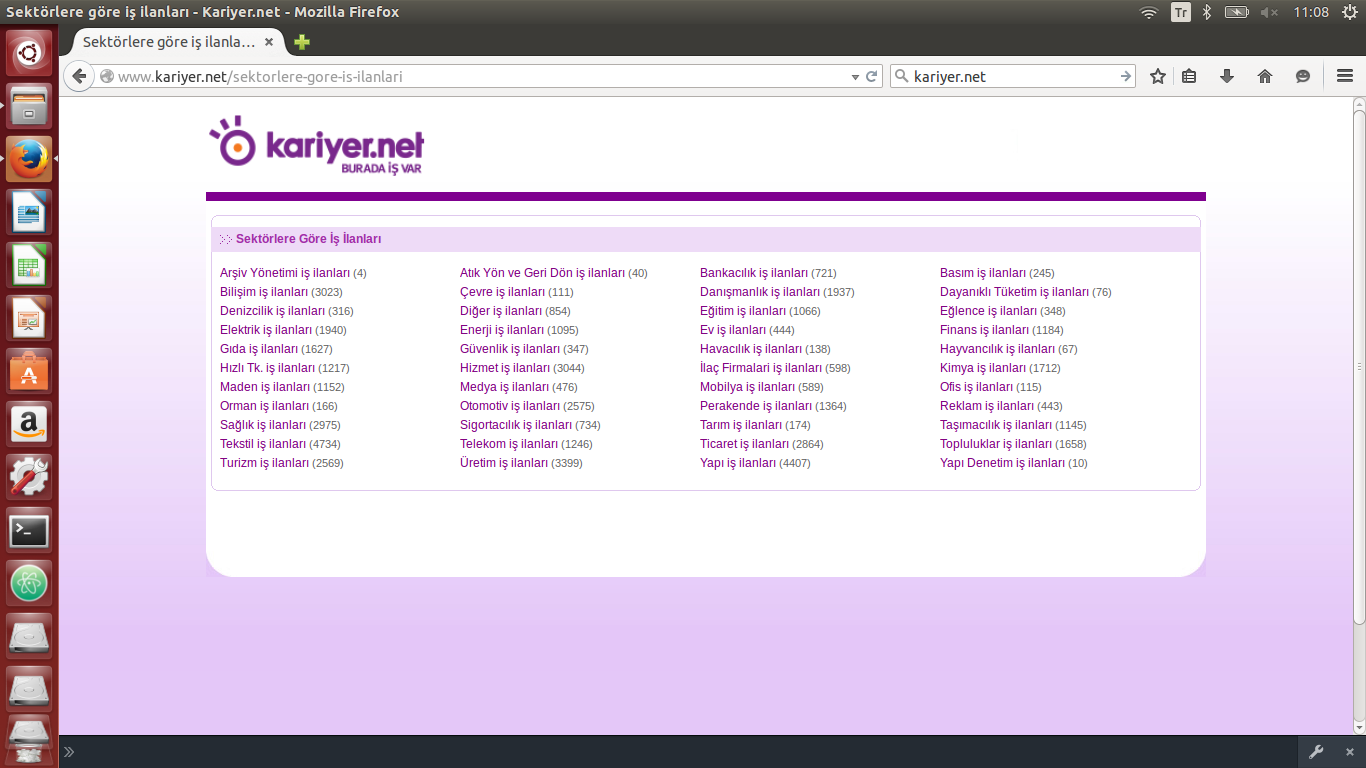 Sektörlere göre iş ilanları - Kariyer.net - Mozilla Firefox
Tr
11:08
Sektörlere göre iş ilanla...
www.kariyer.net/sektorlere-gore-is-ilanlari
kariyer.net
kariyer.net
BURADA İŞ VAR
Sektörlere Göre İş İlanları
Arşiv Yönetimi iş ilanları (4) Atık Yön ve Geri Dön iş ilanları (40) Bankacılık iş ilanları (721) Basım iş ilanları (245)
Bilişim iş ilanları (3023) Çevre iş ilanları (111) Danışmanlık iş ilanları (1937) Dayanıklı Tüketim iş ilanları (76)
Denizcilik iş ilanları (316) Diğer iş ilanları (854) Eğitim iş ilanları (1066) Eğlence iş ilanları (348)
Elektrik iş ilanları (1940) Enerji iş ilanları (1095) Ev iş ilanları (444) Finans iş ilanları (1184)
Gıda iş ilanları (1627) Güvenlik iş ilanları (347) Havacılık iş ilanları (138) Hayvancılık iş ilanları (67)
Hızlı Tk. iş ilanları (1217) Hizmet iş ilanları (3044) İlaç Firmalari iş ilanları (598) Kimya iş ilanları (1712)
Maden iş ilanları (1152) Medya iş ilanları (476) Mobilya iş ilanları (589) Ofis iş ilanları (115)
Orman iş ilanları (166) Otomotiv iş ilanları (2575) Perakende iş ilanları (1364) Reklam iş ilanları (443)
Sağlık iş ilanları (2975) Sigortacılık iş ilanları (734) Tarım iş ilanları (174) Taşımacılık iş ilanları (1145)
Tekstil iş ilanları (4734) Telekom iş ilanları (1246) Ticaret iş ilanları (2864) Topluluklar iş ilanları (1658)
Turizm iş ilanları (2569) Üretim iş ilanları (3399) Yapı iş ilanları (4407) Yapı Denetim iş ilanları (10)